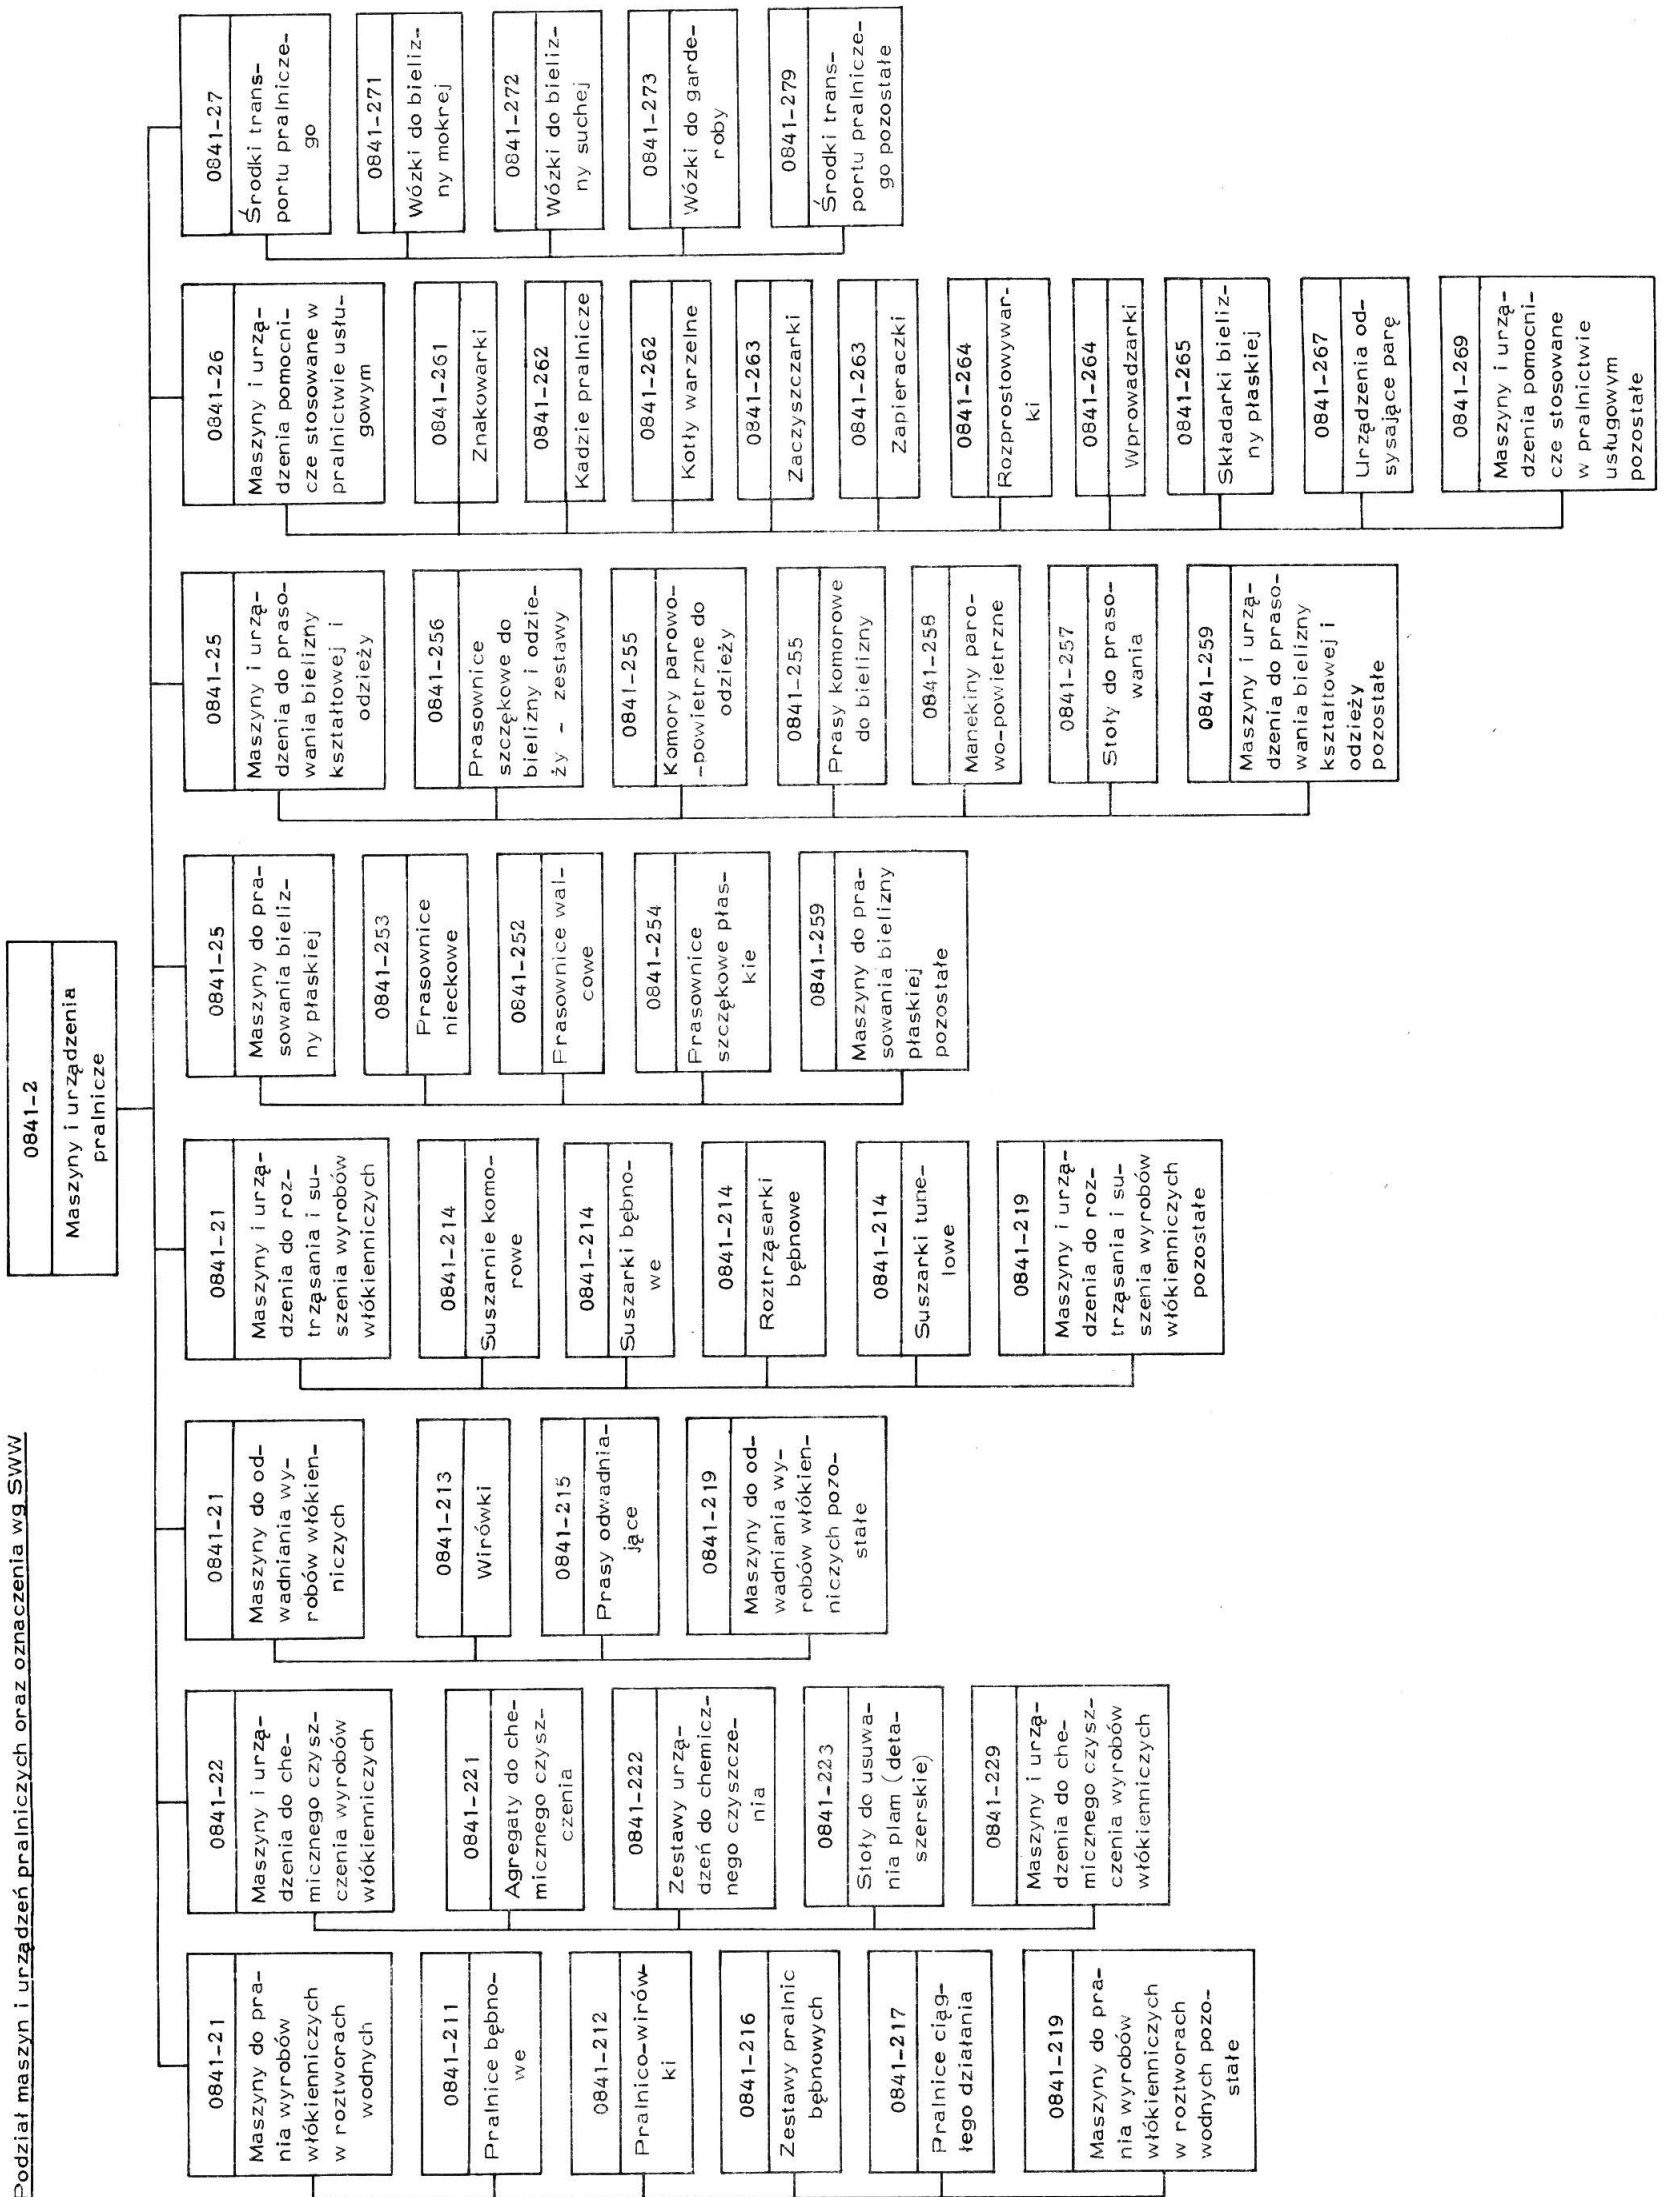 Podział maszyn i urządzeń pralniczych oraz oznaczenia wg SWW
0841-2
Maszyny i urządzenia
pralnicze
0841-21
Maszyny do pra-
nia wyrobów
włókienniczych
w roztworach
wodnych
0841-211
Pralnice bębno-
we
0841-212
Pralnico-wirów-
ki
0841-216
Zestawy pralnic
bębnowych
0841-217
Pralnice ciąg-
łego działania
0841-219
Maszyny do pra-
nia wyrobów
włókienniczych
w roztworach
wodnych pozo-
stałe
0841-22
Maszyny i urzą-
dzenia do che-
micznego czysz-
czenia wyrobów
włókienniczych
0841-221
Agregaty do che-
micznego czysz-
czenia
0841-222
Zestawy urzą-
dzeń do chemicz-
nego czyszcze-
nia
0841-223
Stoły do usuwa-
nia plam (deta-
szerskie)
0841-229
Maszyny i urzą-
dzenia do che-
micznego czysz-
czenia wyrobów
włókienniczych
0841-21
Maszyny do od-
wadniania wy-
robów włókien-
niczych
0841-213
Wirówki
0841-215
Prasy odwadnia-
jące
0841-219
Maszyny do od-
wadniania wy-
robów włókien-
niczych pozo-
stałe
0841-21
Maszyny i urzą-
dzenia do roz-
trząsania i su-
szenia wyrobów
włókienniczych
0841-214
Suszarnie komo-
rowe
0841-214
Suszarki bębno-
we
0841-214
Roztrząsarki
bębnowe
0841-214
Suszarki tune-
lowe
0841-219
Maszyny i urzą-
dzenia do roz-
trząsania i su-
szenia wyrobów
włókienniczych
pozostałe
0841-25
Maszyny do pra-
sowania bieliz-
ny płaskiej
0841-253
Prasownice
nieckowe
0841-252
Prasownice wal-
cowe
0841-254
Prasownice
szczękowe płas-
kie
0841-259
Maszyny do pra-
sowania bielizny
płaskiej
pozostałe
0841-25
Maszyny i urzą-
dzenia do praso-
wania bielizny
kształtowej i
odzieży
0841-256
Prasownice
szczękowe do
bielizny i odzie-
ży - zestawy
0841-255
Komory parowo-
-powietrzne do
odzieży
0841-255
Prasy komorowe
do bielizny
0841-258
Manekiny paro-
wo-powietrzne
0841-257
Stoły do praso-
wania
0841-259
Maszyny i urzą-
dzenia do praso-
wania bielizny
kształtowej i
odzieży
pozostałe
0841-26
Maszyny i urzą-
dzenia pomocni-
cze stosowane w
pralnictwie usłu-
gowym
0841-261
Znakowarki
0841-262
Kadzie pralnicze
0841-262
Kotły warzelne
0841-263
Zaczyszczarki
0841-263
Zapieraczki
0841-264
Rozprostowywar-
ki
0841-264
Wprowadzarki
0841-265
Składarki bieliz-
ny płaskiej
0841-267
Urządzenia od-
sysające parę
0841-269
Maszyny i urzą-
dzenia pomocni-
cze stosowane
w pralnictwie
usługowym
pozostałe
0841-27
Środki trans-
portu pralnicze-
go
0841-271
Wózki do bieliz-
ny mokrej
0841-272
Wózki do bieliz-
ny suchej
0841-273
Wózki do garde-
roby
0841-279
Środki trans-
portu pralnicze-
go pozostałe